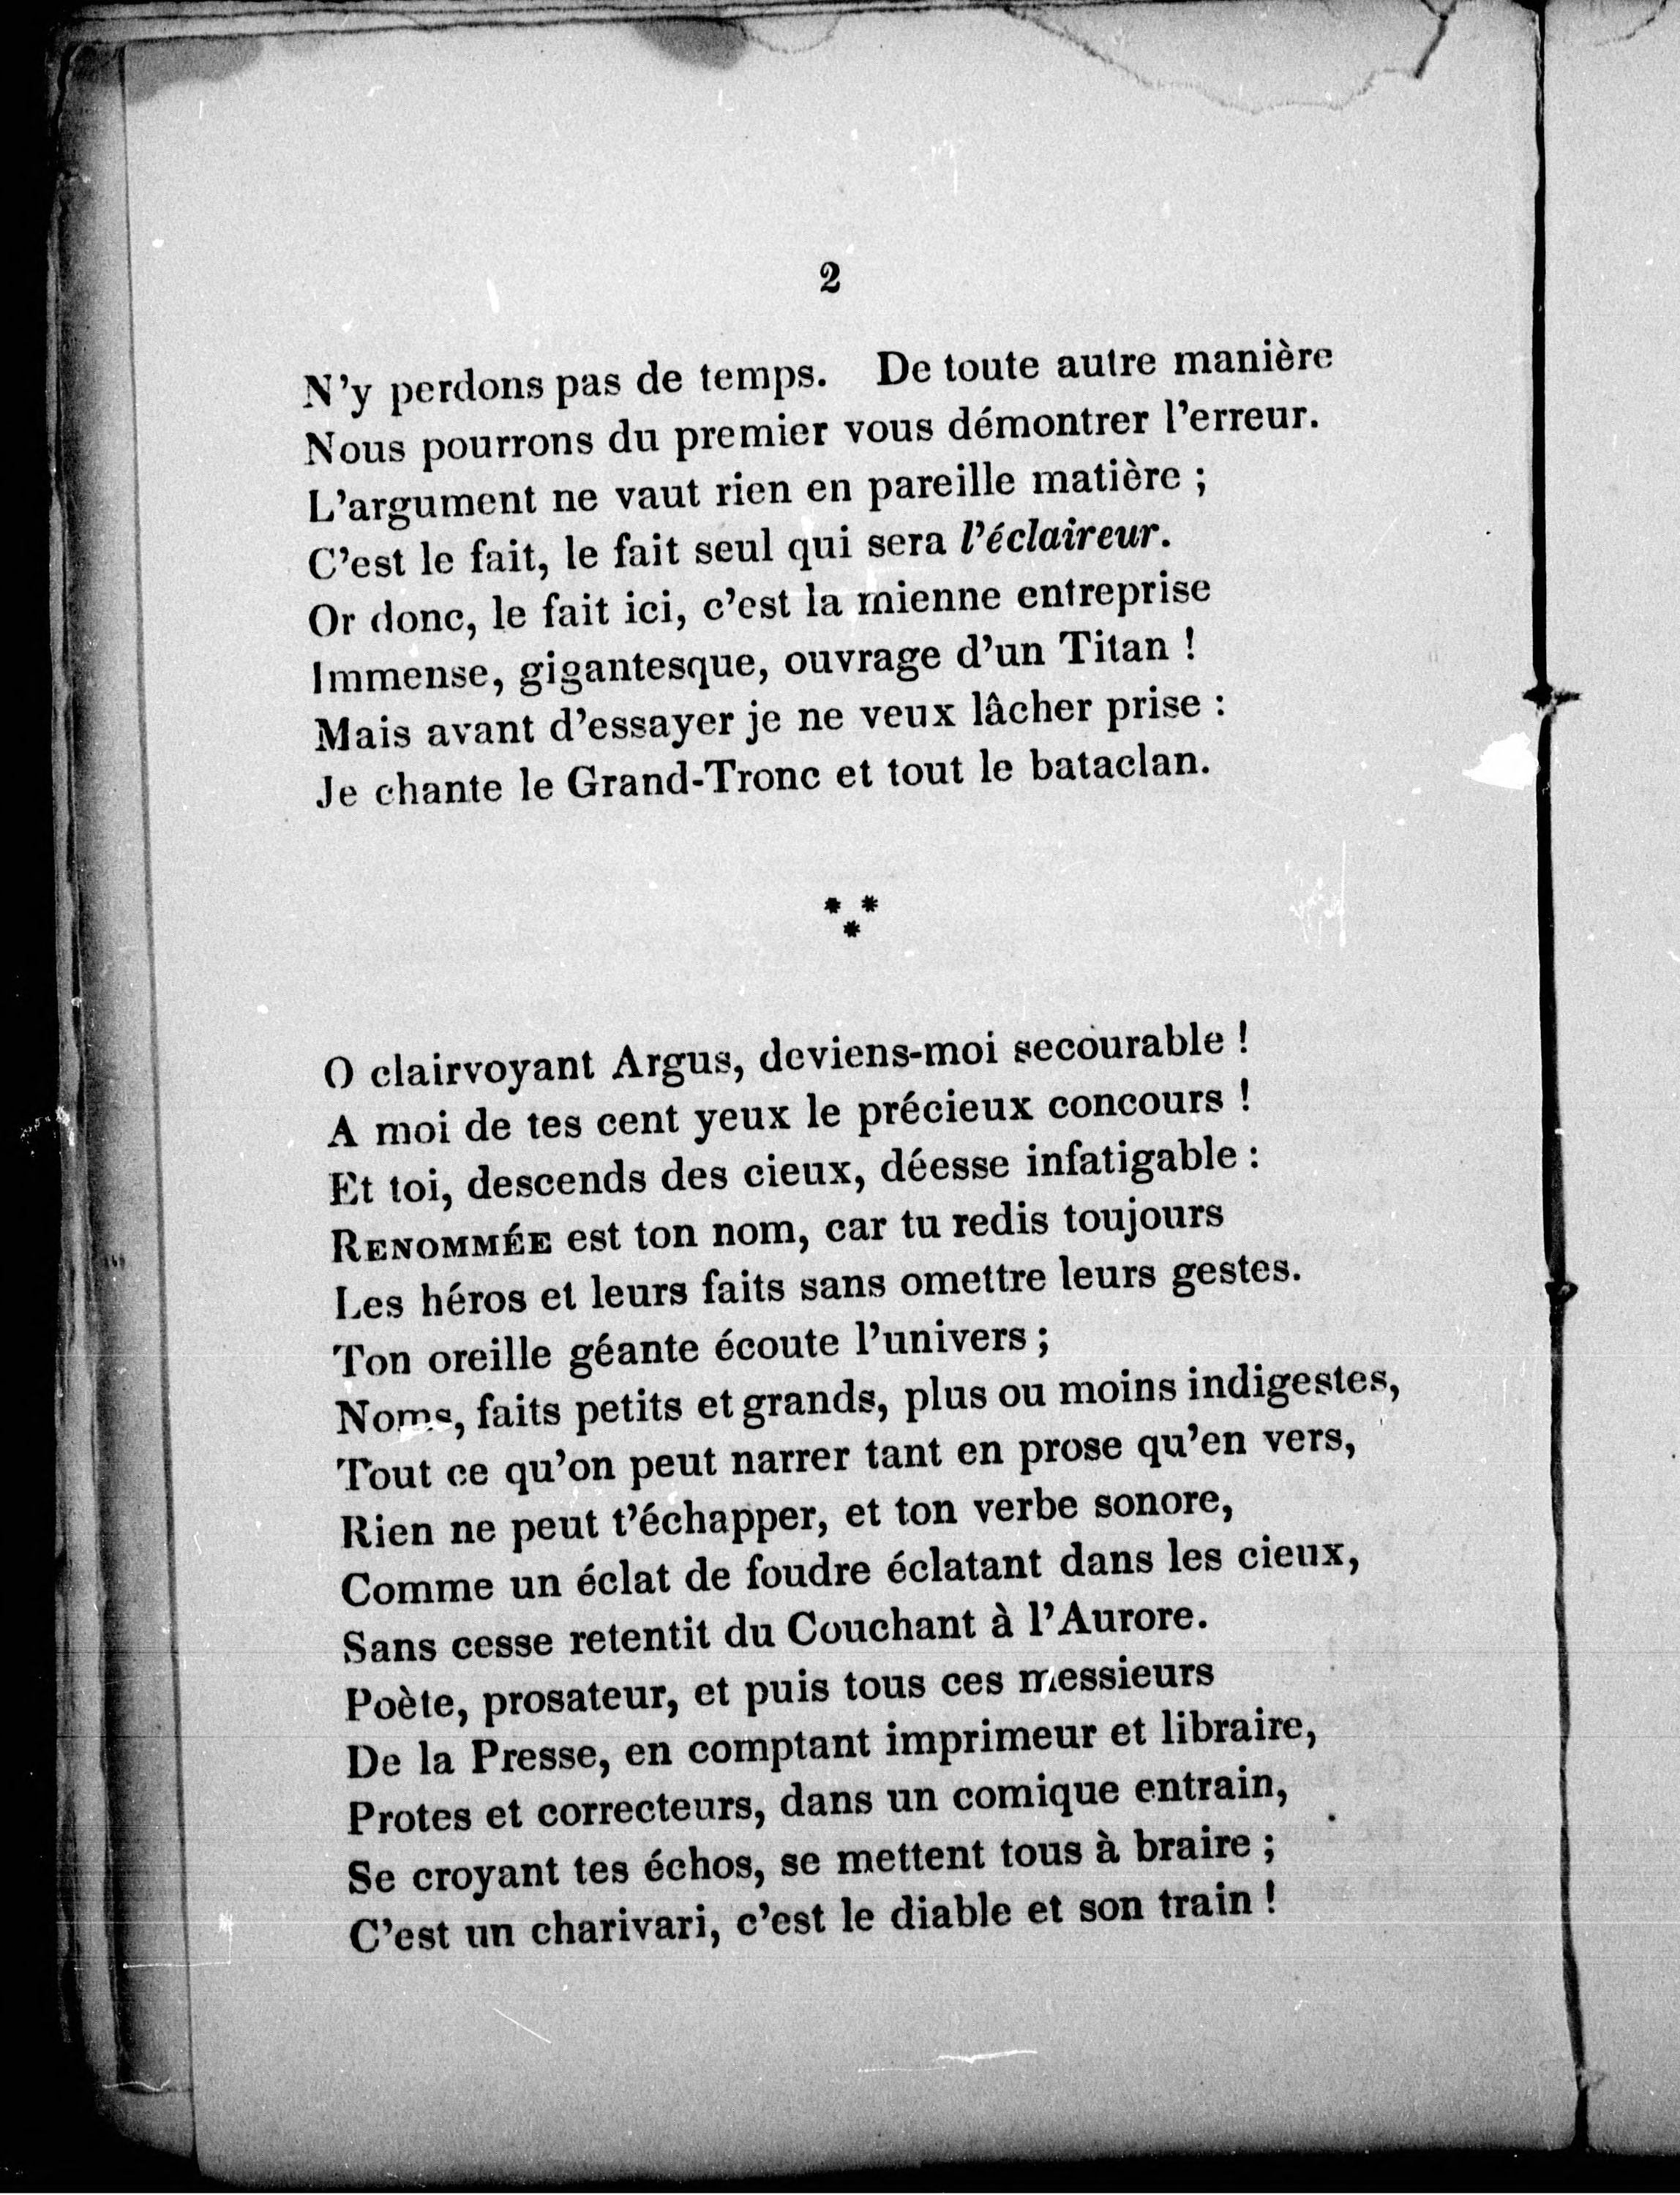 2
N'y perdons pas de temps. De toute autre manière
Nous pourrons du premier vous démontrer l'erreur.
L'argument ne vaut rien en pareille matière ;
C'est le fait, le fait seul qui sera l'éclaireur.
Or donc, le fait ici, c'est la mienne entreprise
Immense, gigantesque, ouvrage d'un Titan !
Mais avant d'essayer je ne veux lâcher prise :
Je chante le Grand-Tronc et tout le bataclan.
* *
*
O clairvoyant Argus, deviens-moi secourable !
A moi de tes cent yeux le précieux concours !
Et toi, descends des cieux, déesse infatigable :
RENOMMÉE est ton nom, car tu redis toujours
Les héros et leurs faits sans omettre leurs gestes.
Ton oreille géante écoute l'univers ;
Noms, faits petits et grands, plus ou moins indigestes,
Tout ce qu'on peut narrer tant en prose qu'en vers,
Rien ne peut t'échapper, et ton verbe sonore,
Comme un éclat de foudre éclatant dans les cieux,
Sans cesse retentit du Couchant à l'Aurore.
Poète, prosateur, et puis tous ces messieurs
De la Presse, en comptant imprimeur et libraire,
Protes et correcteurs, dans un comique entrain,
Se croyant tes échos, se mettent tous à braire ;
C'est un charivari, c'est le diable et son train !